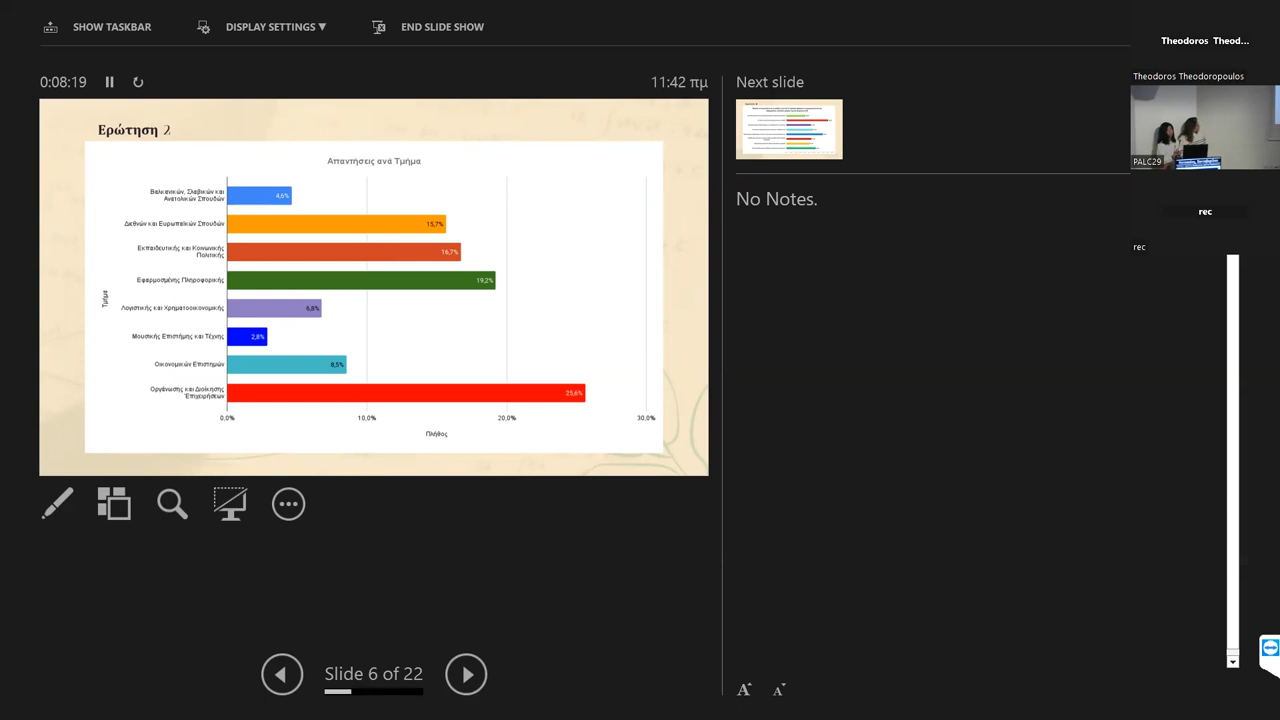 SHOW TASKBAR
DISPLAY SETTINGS ▼
END SLIDE SHOW
Theodoros Theod...
Theodoros Theodoropoulos
0:08:19
11:42 πμ
Next slide
Ερώτηση 2
Απαντήσεις ανά Τμήμα
Βαλκανικών, Σλαβικών και
Ανατολικών Σπουδών
4,6%
Διεθνών και Ευρωπαϊκών Σπουδών
15,7%
Εκπαιδευτικής και Κοινωνικής
Πολιτικής
16,7%
Εφαρμοσμένης Πληροφορικής
19,2%
Λογιστικής και Χρηματοοικονομικής
6,8%
Μουσικής Επιστήμης και Τέχνης
2,8%
Οικονομικών Επιστημών
8,5%
Οργάνωσης και Διοίκησης
Επιχειρήσεων
25,6%
Τμήμα
0,0%
10,0%
20,0%
30,0%
Πλήθος
PALC29
No Notes.
rec
rec
Slide 6 of 22
A
A